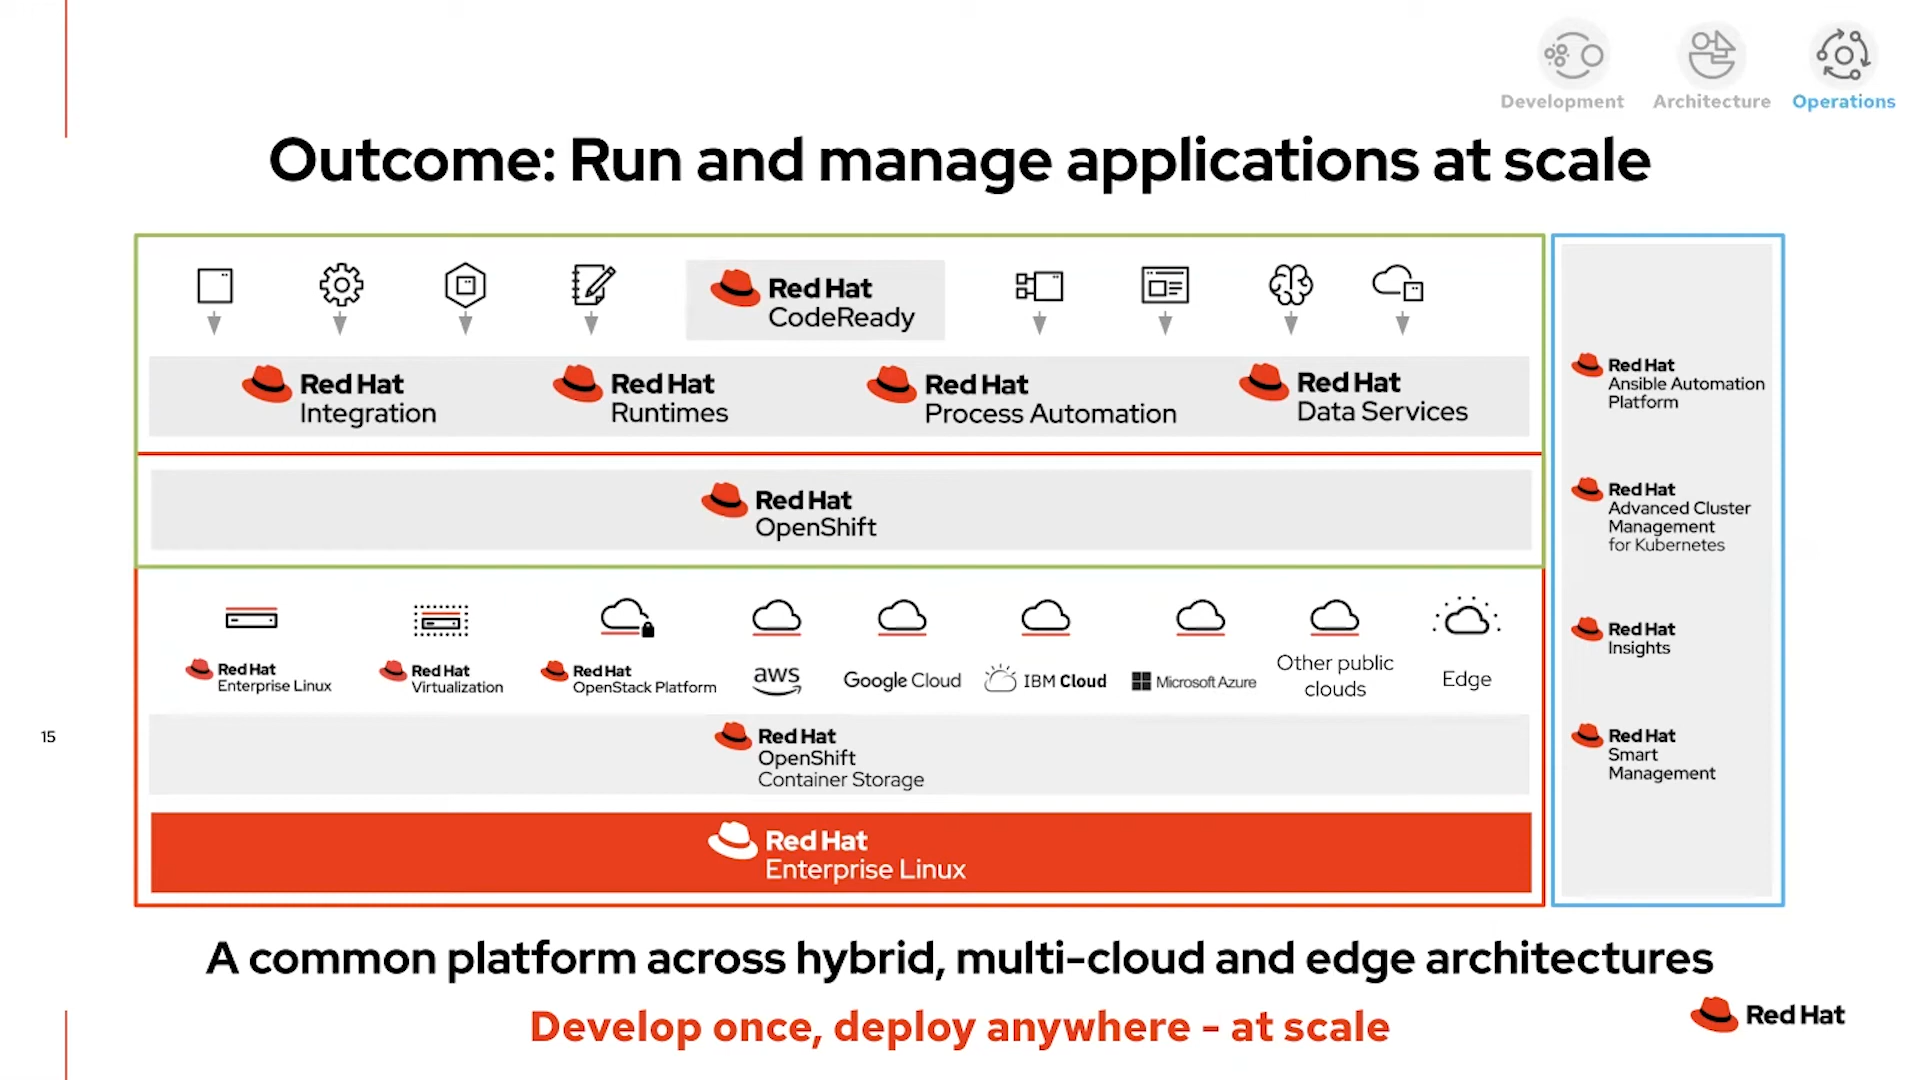 Development
Architecture
Operations
Outcome: Run and manage applications at scale
Red Hat
CodeReady
Red Hat
Integration
Red Hat
Runtimes
Red Hat
Process Automation
Red Hat
Data Services
Red Hat
OpenShift
Red Hat
Enterprise Linux
Red Hat
Virtualization
Red Hat
OpenStack Platform
aws
Google Cloud
IBM Cloud
Microsoft Azure
Other public
clouds
Edge
Red Hat
OpenShift
Container Storage
Red Hat
Enterprise Linux
Red Hat
Ansible Automation
Platform
Red Hat
Advanced Cluster
Management
for Kubernetes
Red Hat
Insights
Red Hat
Smart
Management
15
A common platform across hybrid, multi-cloud and edge architectures
Develop once, deploy anywhere - at scale
Red Hat